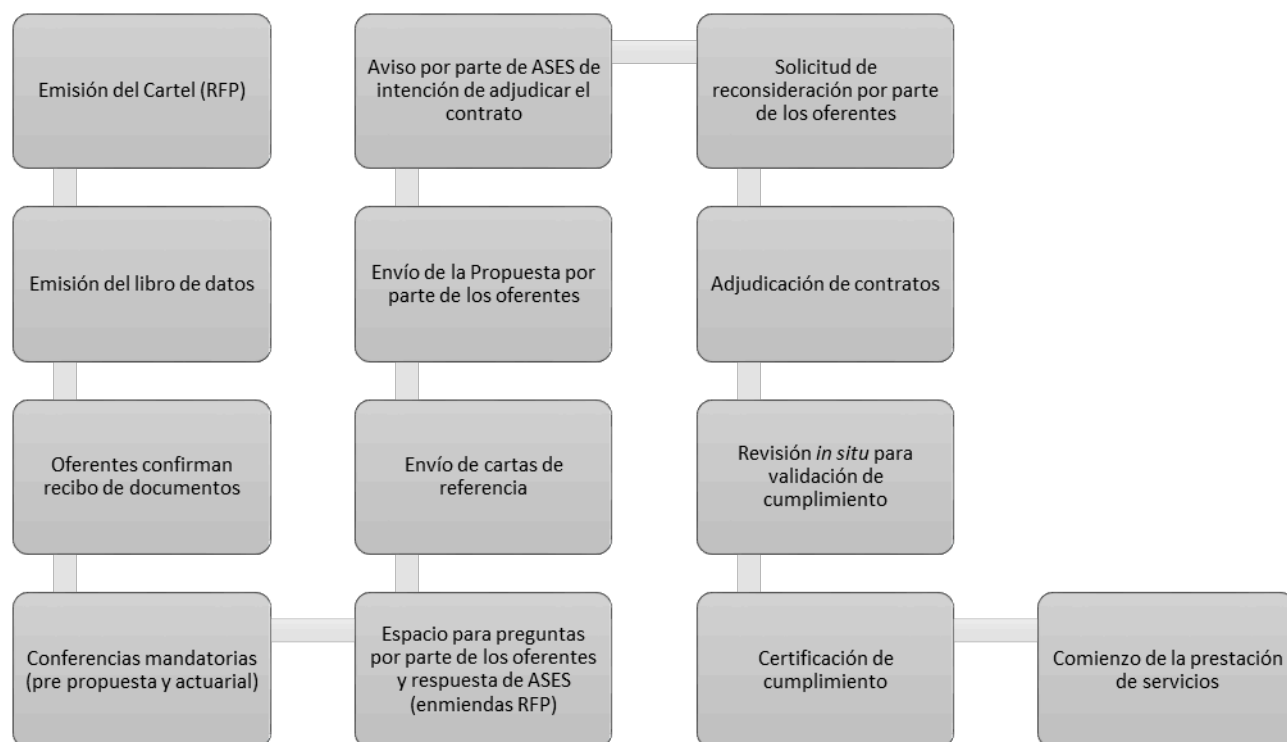 Emisión del Cartel (RFP)
Emisión del libro de datos
Oferentes confirman
recibo de documentos
Conferencias mandatorias
(pre propuesta y actuarial)
Espacio para preguntas
por parte de los oferentes
y respuesta de ASES
(enmiendas RFP)
Envío de cartas de
referencia
Envío de la Propuesta por
parte de los oferentes
Aviso por parte de ASES de
intención de adjudicar el
contrato
Solicitud de
reconsideración por parte
de los oferentes
Adjudicación de contratos
Revisión in situ para
validación de
cumplimiento
Certificación de
cumplimiento
Comienzo de la prestación
de servicios